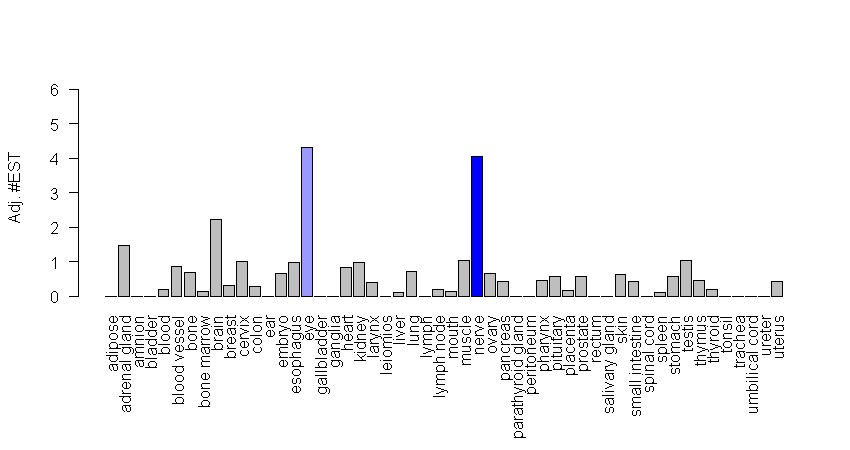 6
5
4
3
2
1
0
Adj. #EST
adipose
adrenal gland
amnion
bladder
blood
blood vessel
bone
bone marrow
brain
breast
cervix
colon
ear
embryo
esophagus
eye
gallbladder
ganglia
heart
kidney
larynx
leiomios
liver
lung
lymph
lymph node
mouth
muscle
nerve
ovary
pancreas
parathyroid gland
peritoneum
pharynx
pituitary
placenta
prostate
rectum
salivary gland
skin
small intestine
spinal cord
spleen
stomach
testis
thymus
thyroid
tonsil
trachea
umbilical cord
ureter
uterus